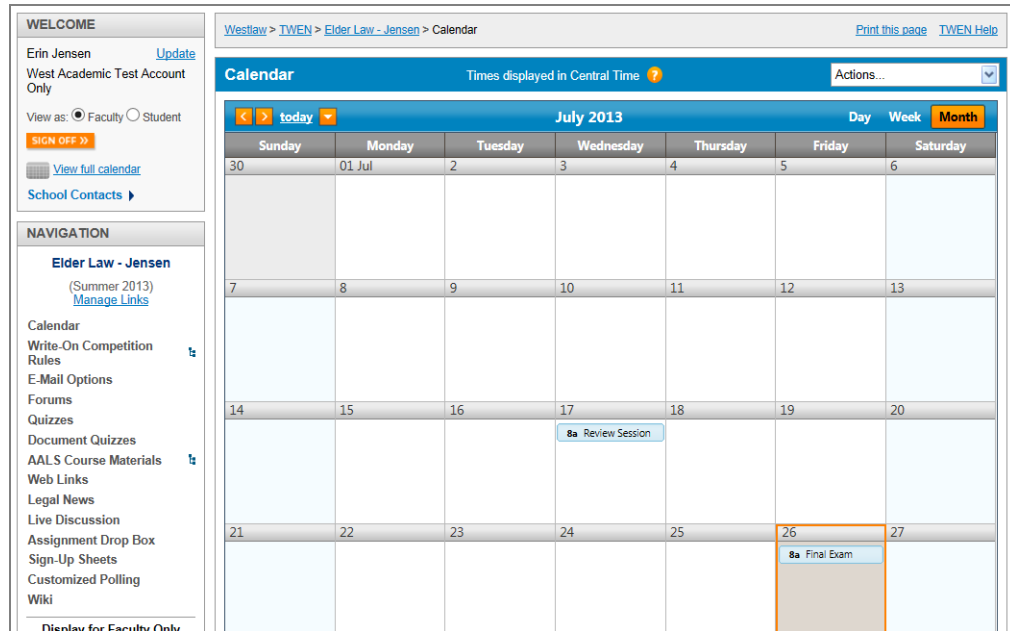 WELCOME
Erin Jensen Update
West Academic Test Account
Only
View as: Faculty Student
SIGN OFF »
View full calendar
School Contacts
NAVIGATION
Elder Law - Jensen
(Summer 2013)
Manage Links
Calendar
Write-On Competition
Rules
E-Mail Options
Forums
Quizzes
Document Quizzes
AALS Course Materials
Web Links
Legal News
Live Discussion
Assignment Drop Box
Sign-Up Sheets
Customized Polling
Wiki
Display for Faculty Only
Westlaw > TWEN > Elder Law - Jensen > Calendar Print this page TWEN Help
Calendar Times displayed in Central Time ? Actions...
< > today July 2013 Day Week Month
Sunday Monday Tuesday Wednesday Thursday Friday Saturday
30 01 Jul 2 3 4 5 6
7 8 9 10 11 12 13
14 15 16 17 18 19 20
8a Review Session
21 22 23 24 25 26 27
8a Final Exam